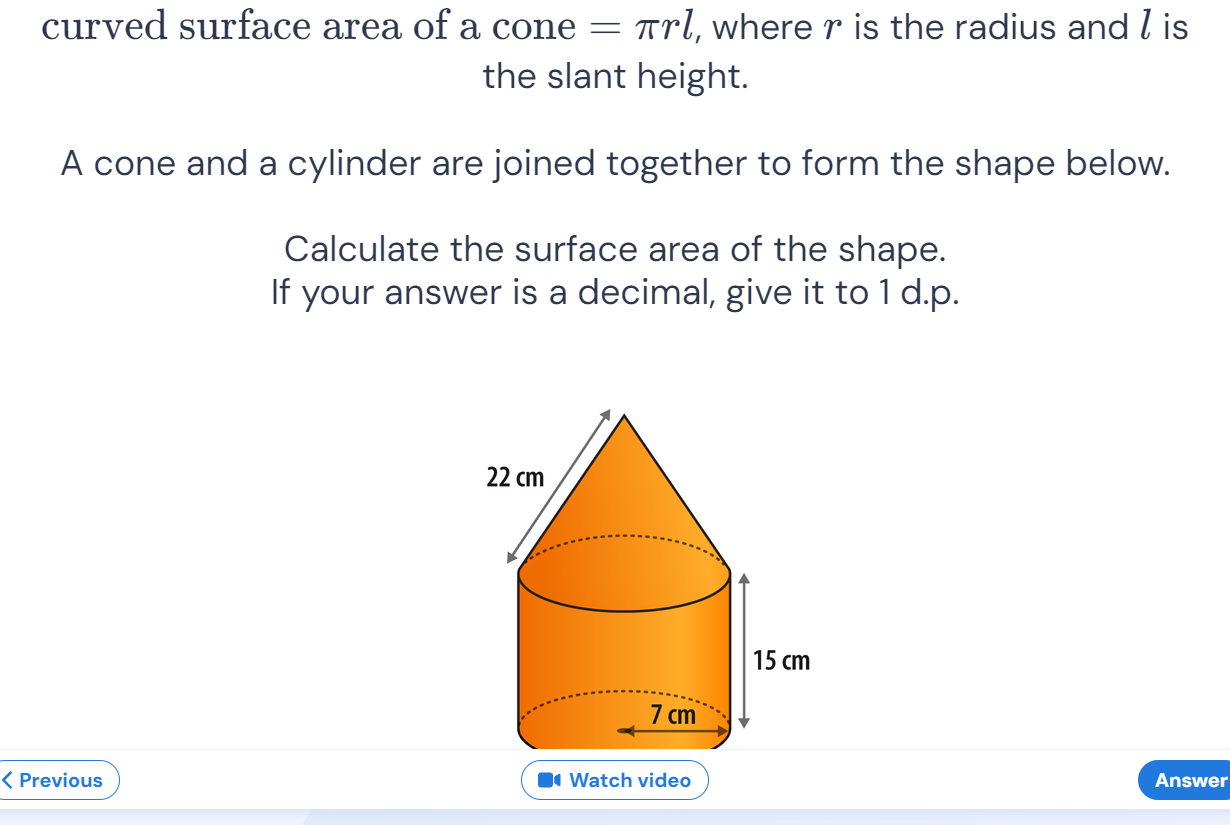 curved surface area of a cone = πrl, where r is the radius and l is
the slant height.
A cone and a cylinder are joined together to form the shape below.
Calculate the surface area of the shape.
If your answer is a decimal, give it to 1 d.p.
22 cm
15 cm
7 cm
Previous
Watch video
Answer